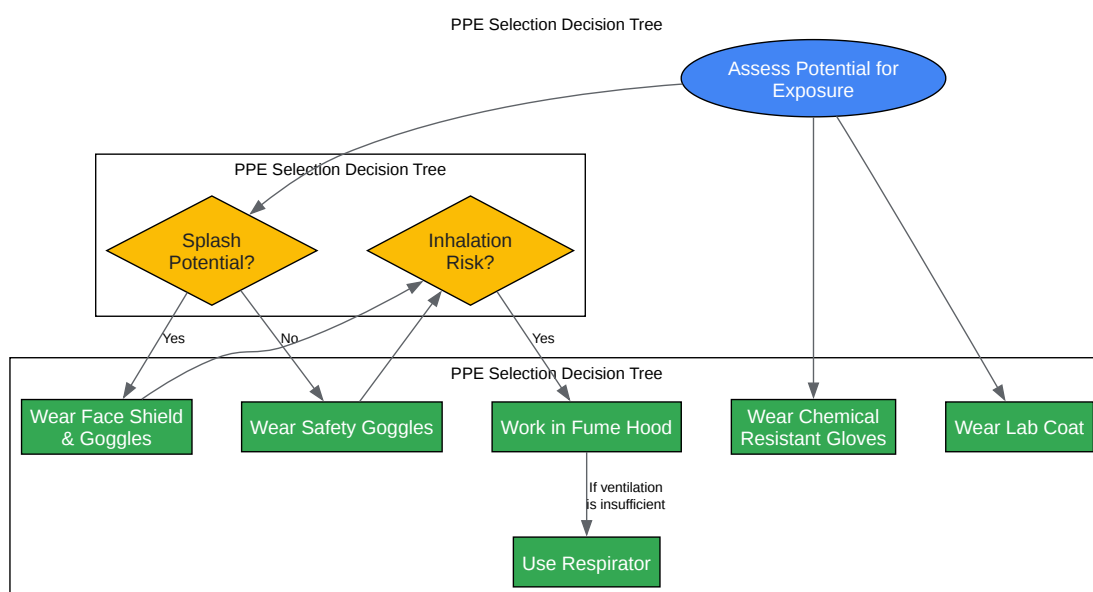 PPE Selection Decision Tree
Assess Potential for
Exposure
PPE Selection Decision Tree
Splash
Potential?
Inhalation
Risk?
Yes
No
Yes
PPE Selection Decision Tree
Wear Face Shield
& Goggles
Wear Safety Goggles
Work in Fume Hood
Wear Chemical
Resistant Gloves
Wear Lab Coat
If ventilation
is insufficient
Use Respirator